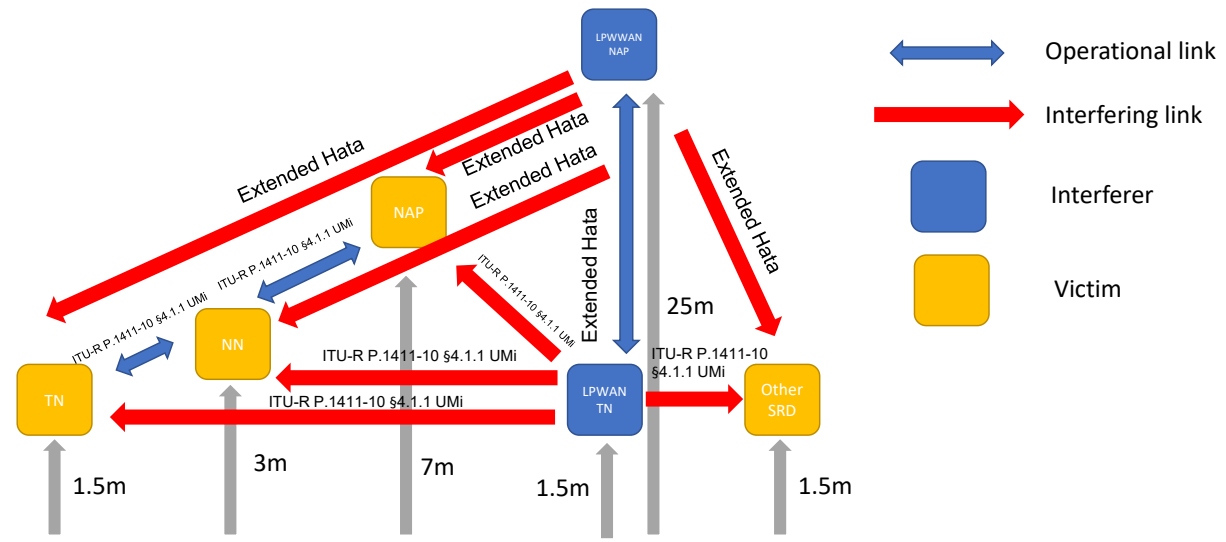 LPWWAN
NAP
Operational link
Interfering link
Interferer
Victim
Extended Hata
Extended Hata
Extended Hata
Extended Hata
Extended Hata
NAP
ITU-R P.1411-10 §4.1.1 UMi
ITU-R P.1411-10 §4.1.1 UMi
ITU-R P.1411-10 §4.1.1 UMi
25m
NN
ITU-R P.1411-10 §4.1.1 UMi
ITU-R P.1411-10
§4.1.1 UMi
TN
ITU-R P.1411-10 §4.1.1 UMi
LPWAN
TN
Other
SRD
1.5m
3m
7m
1.5m
1.5m